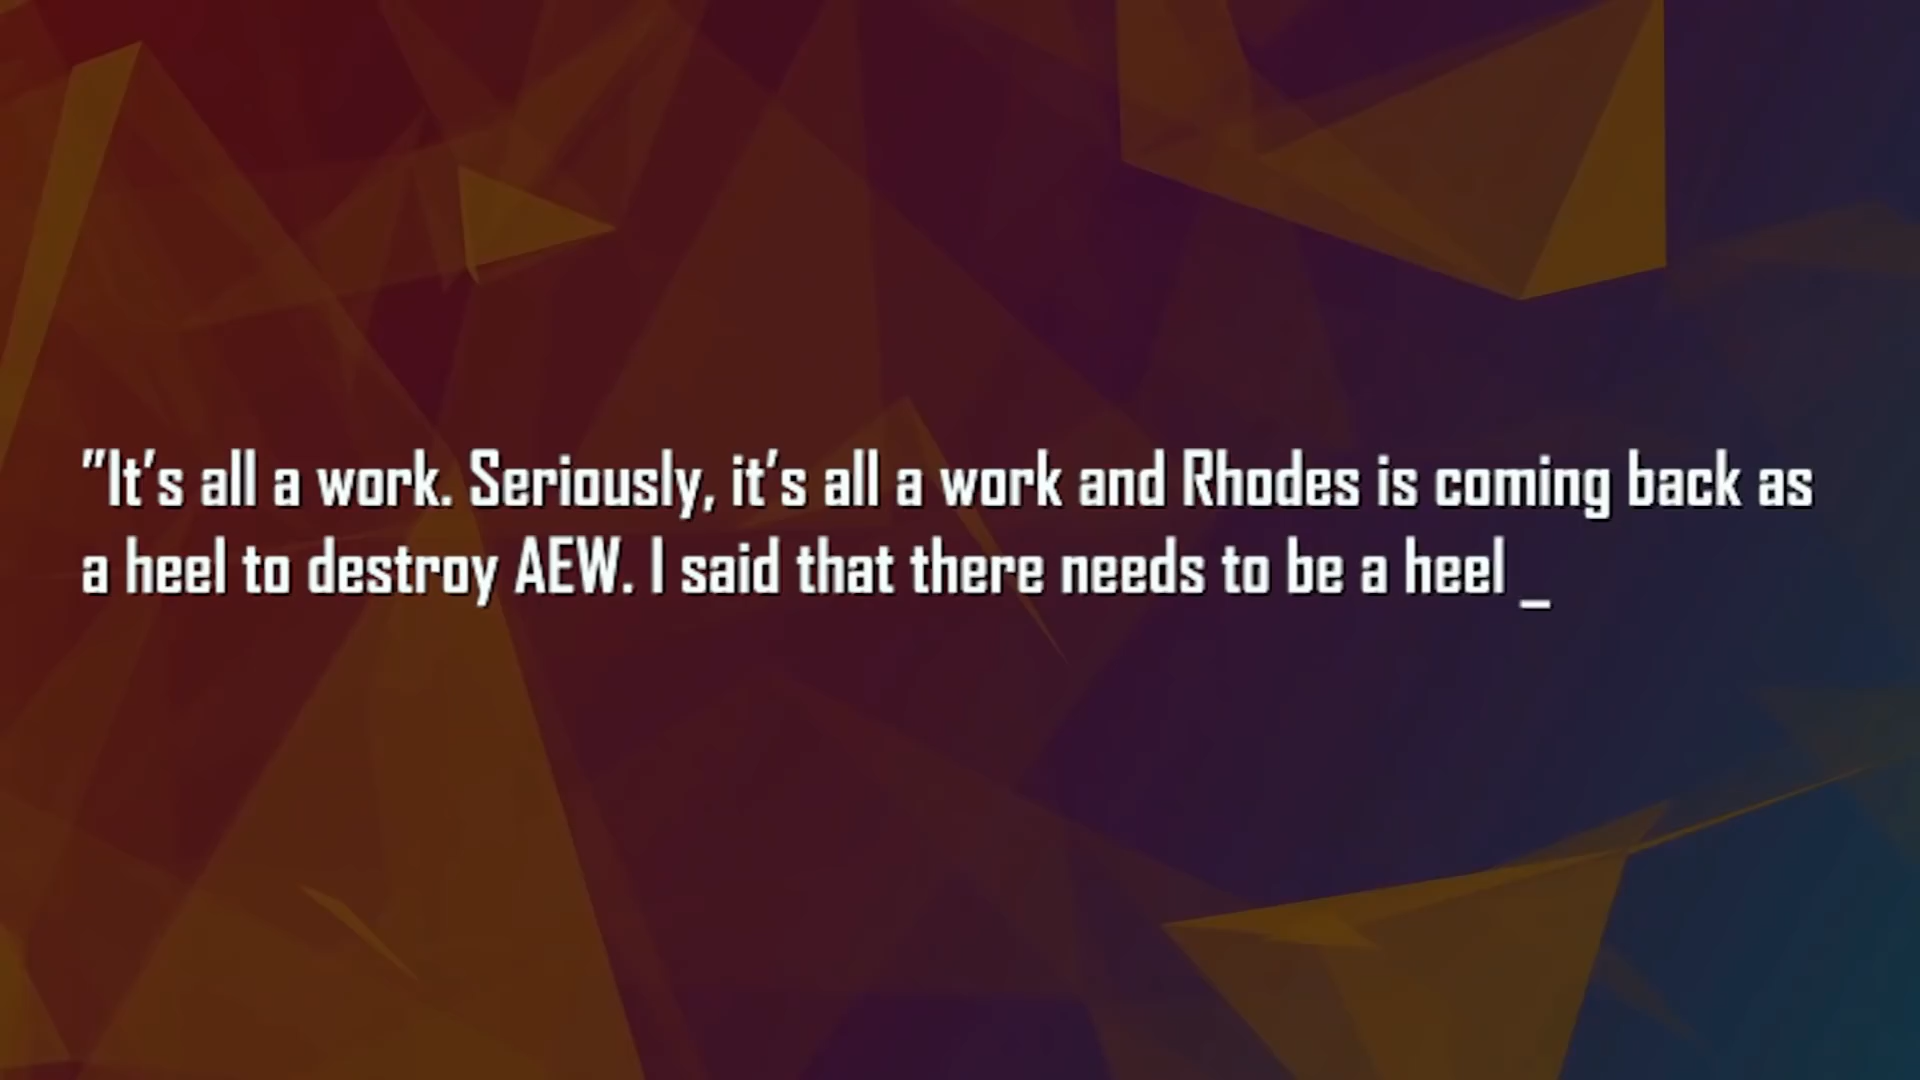 "It's all a work. Seriously, it's all a work and Rhodes is coming back as
a heel to destroy AEW. I said that there needs to be a heel _